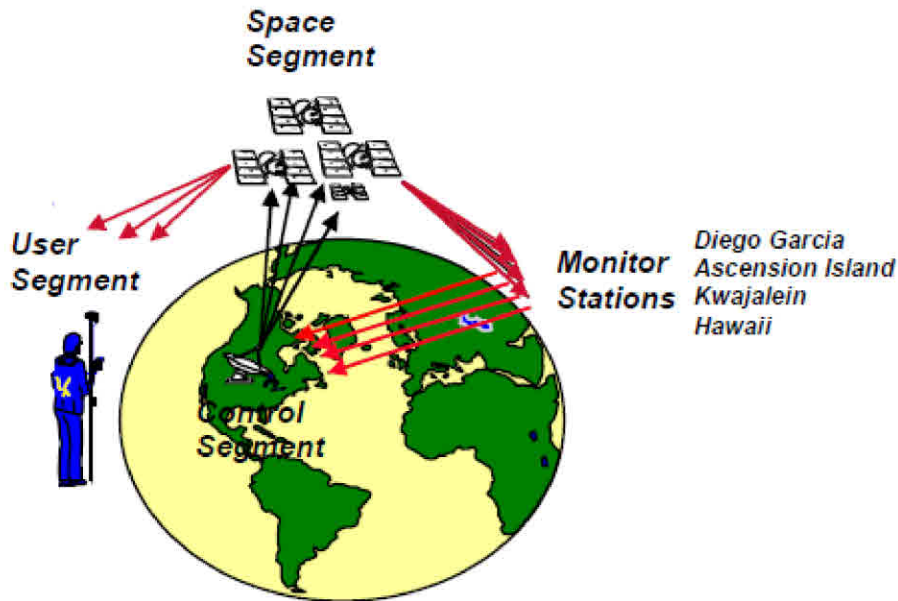 Space
Segment
User
Segment
Monitor
Stations
Diego Garcia
Ascension Island
Kwajalein
Hawaii
Control
Segment